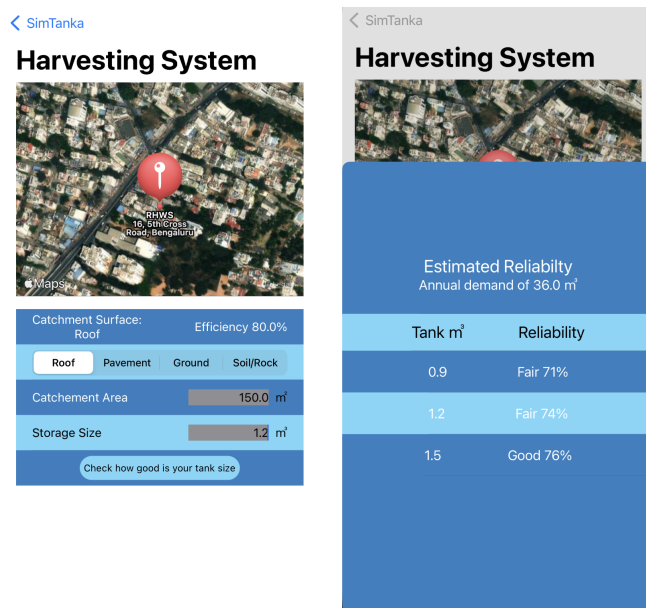 SimTanka
Harvesting System
RHWS
16, 5th Cross
Road, Bengaluru
Maps
Catchment Surface:
Roof
Efficiency 80.0%
Roof Pavement Ground Soil/Rock
Catchement Area 150.0 m³
Storage Size 1.2 m³
Check how good is your tank size
SimTanka
Harvesting System
Estimated Reliabilty
Annual demand of 36.0 m³
Tank m³ Reliability
0.9 Fair 71%
1.2 Fair 74%
1.5 Good 76%